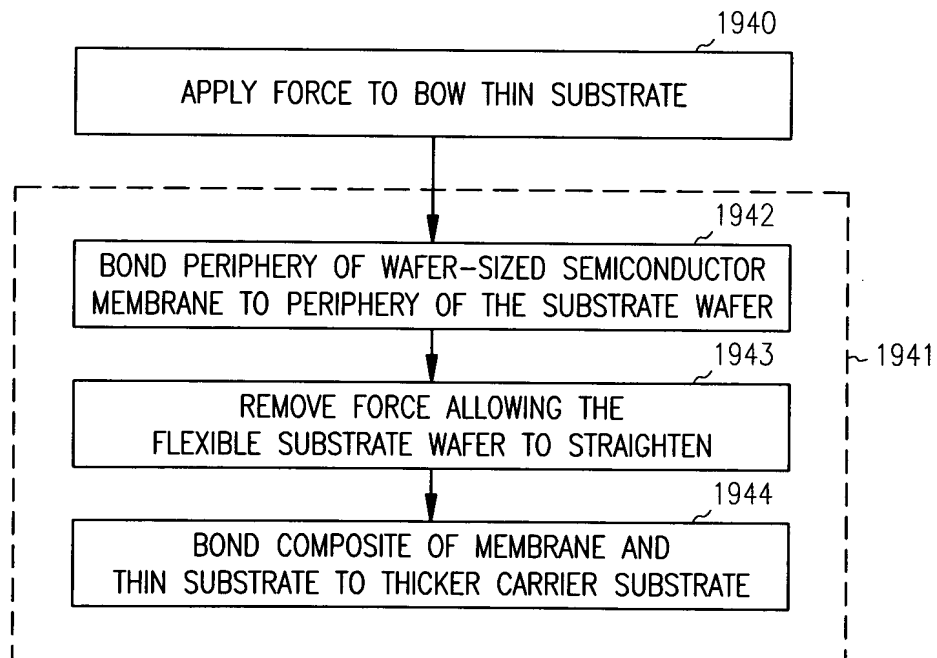 1940
APPLY FORCE TO BOW THIN SUBSTRATE
1942
BOND PERIPHERY OF WAFER-SIZED SEMICONDUCTOR
MEMBRANE TO PERIPHERY OF THE SUBSTRATE WAFER
1941
1943
REMOVE FORCE ALLOWING THE
FLEXIBLE SUBSTRATE WAFER TO STRAIGHTEN
1944
BOND COMPOSITE OF MEMBRANE AND
THIN SUBSTRATE TO THICKER CARRIER SUBSTRATE